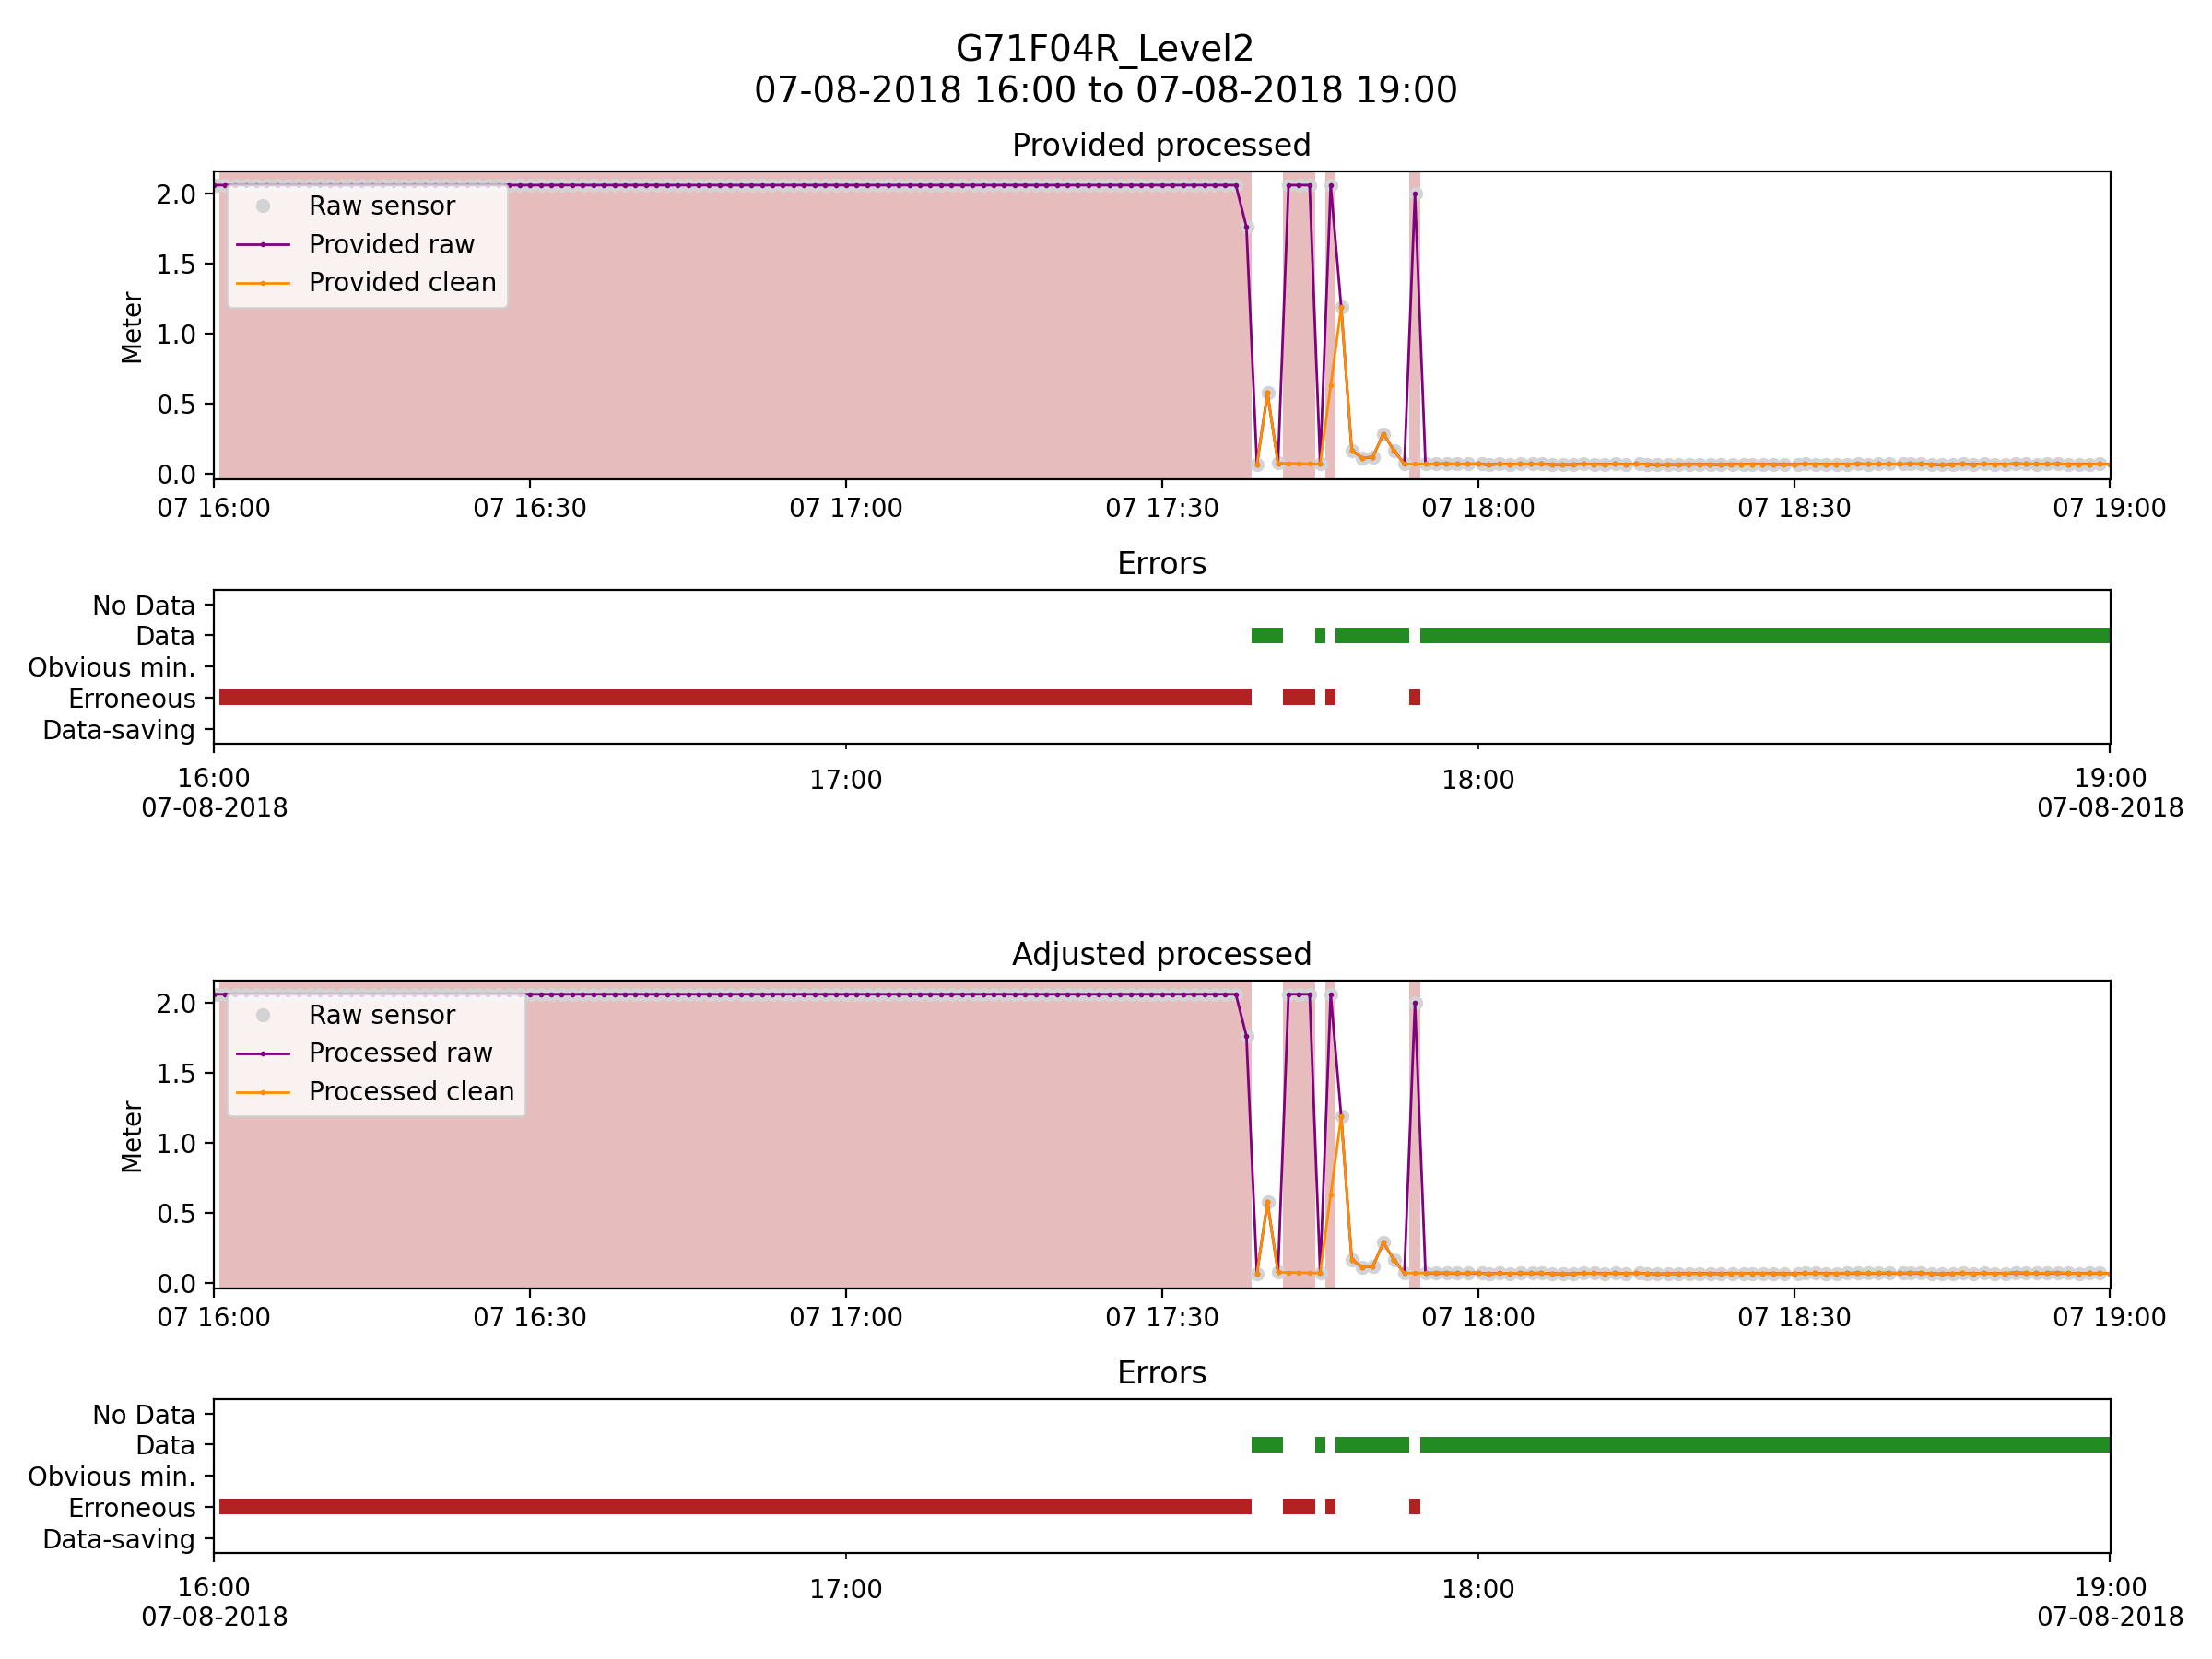 G71F04R_Level2
07-08-2018 16:00 to 07-08-2018 19:00
Provided processed
Meter
2.0
1.5
1.0
0.5
0.0
Raw sensor
Provided raw
Provided clean
07 16:00 07 16:30 07 17:00 07 17:30 07 18:00 07 18:30 07 19:00
Errors
No Data
Data
Obvious min.
Erroneous
Data-saving
16:00 17:00 18:00 19:00
07-08-2018 07-08-2018
Adjusted processed
Meter
2.0
1.5
1.0
0.5
0.0
Raw sensor
Processed raw
Processed clean
07 16:00 07 16:30 07 17:00 07 17:30 07 18:00 07 18:30 07 19:00
Errors
No Data
Data
Obvious min.
Erroneous
Data-saving
16:00 17:00 18:00 19:00
07-08-2018 07-08-2018